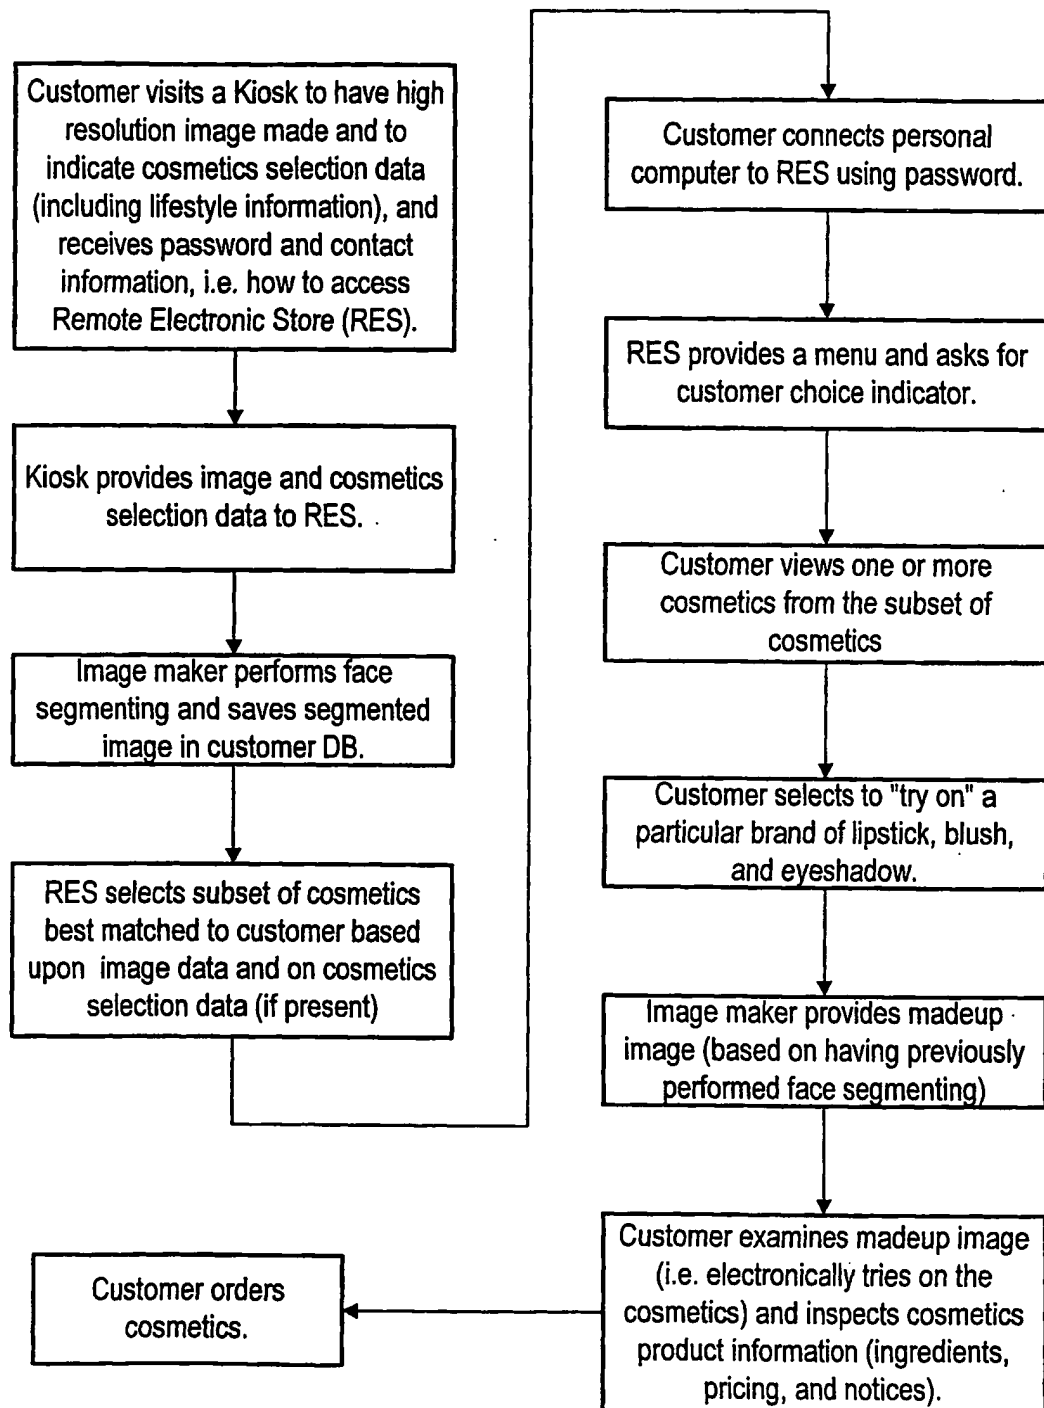 Customer visits a Kiosk to have high
resolution image made and to
indicate cosmetics selection data
(including lifestyle information), and
receives password and contact
information, i.e. how to access
Remote Electronic Store (RES).
Kiosk provides image and cosmetics
selection data to RES.
Image maker performs face
segmenting and saves segmented
image in customer DB.
RES selects subset of cosmetics
best matched to customer based
upon image data and on cosmetics
selection data (if present)
Customer connects personal
computer to RES using password.
RES provides a menu and asks for
customer choice indicator.
Customer views one or more
cosmetics from the subset of
cosmetics
Customer selects to "try on" a
particular brand of lipstick, blush,
and eyeshadow.
Image maker provides madeup
image (based on having previously
performed face segmenting)
Customer examines madeup image
(i.e. electronically tries on the
cosmetics) and inspects cosmetics
product information (ingredients,
pricing, and notices).
Customer orders
cosmetics.